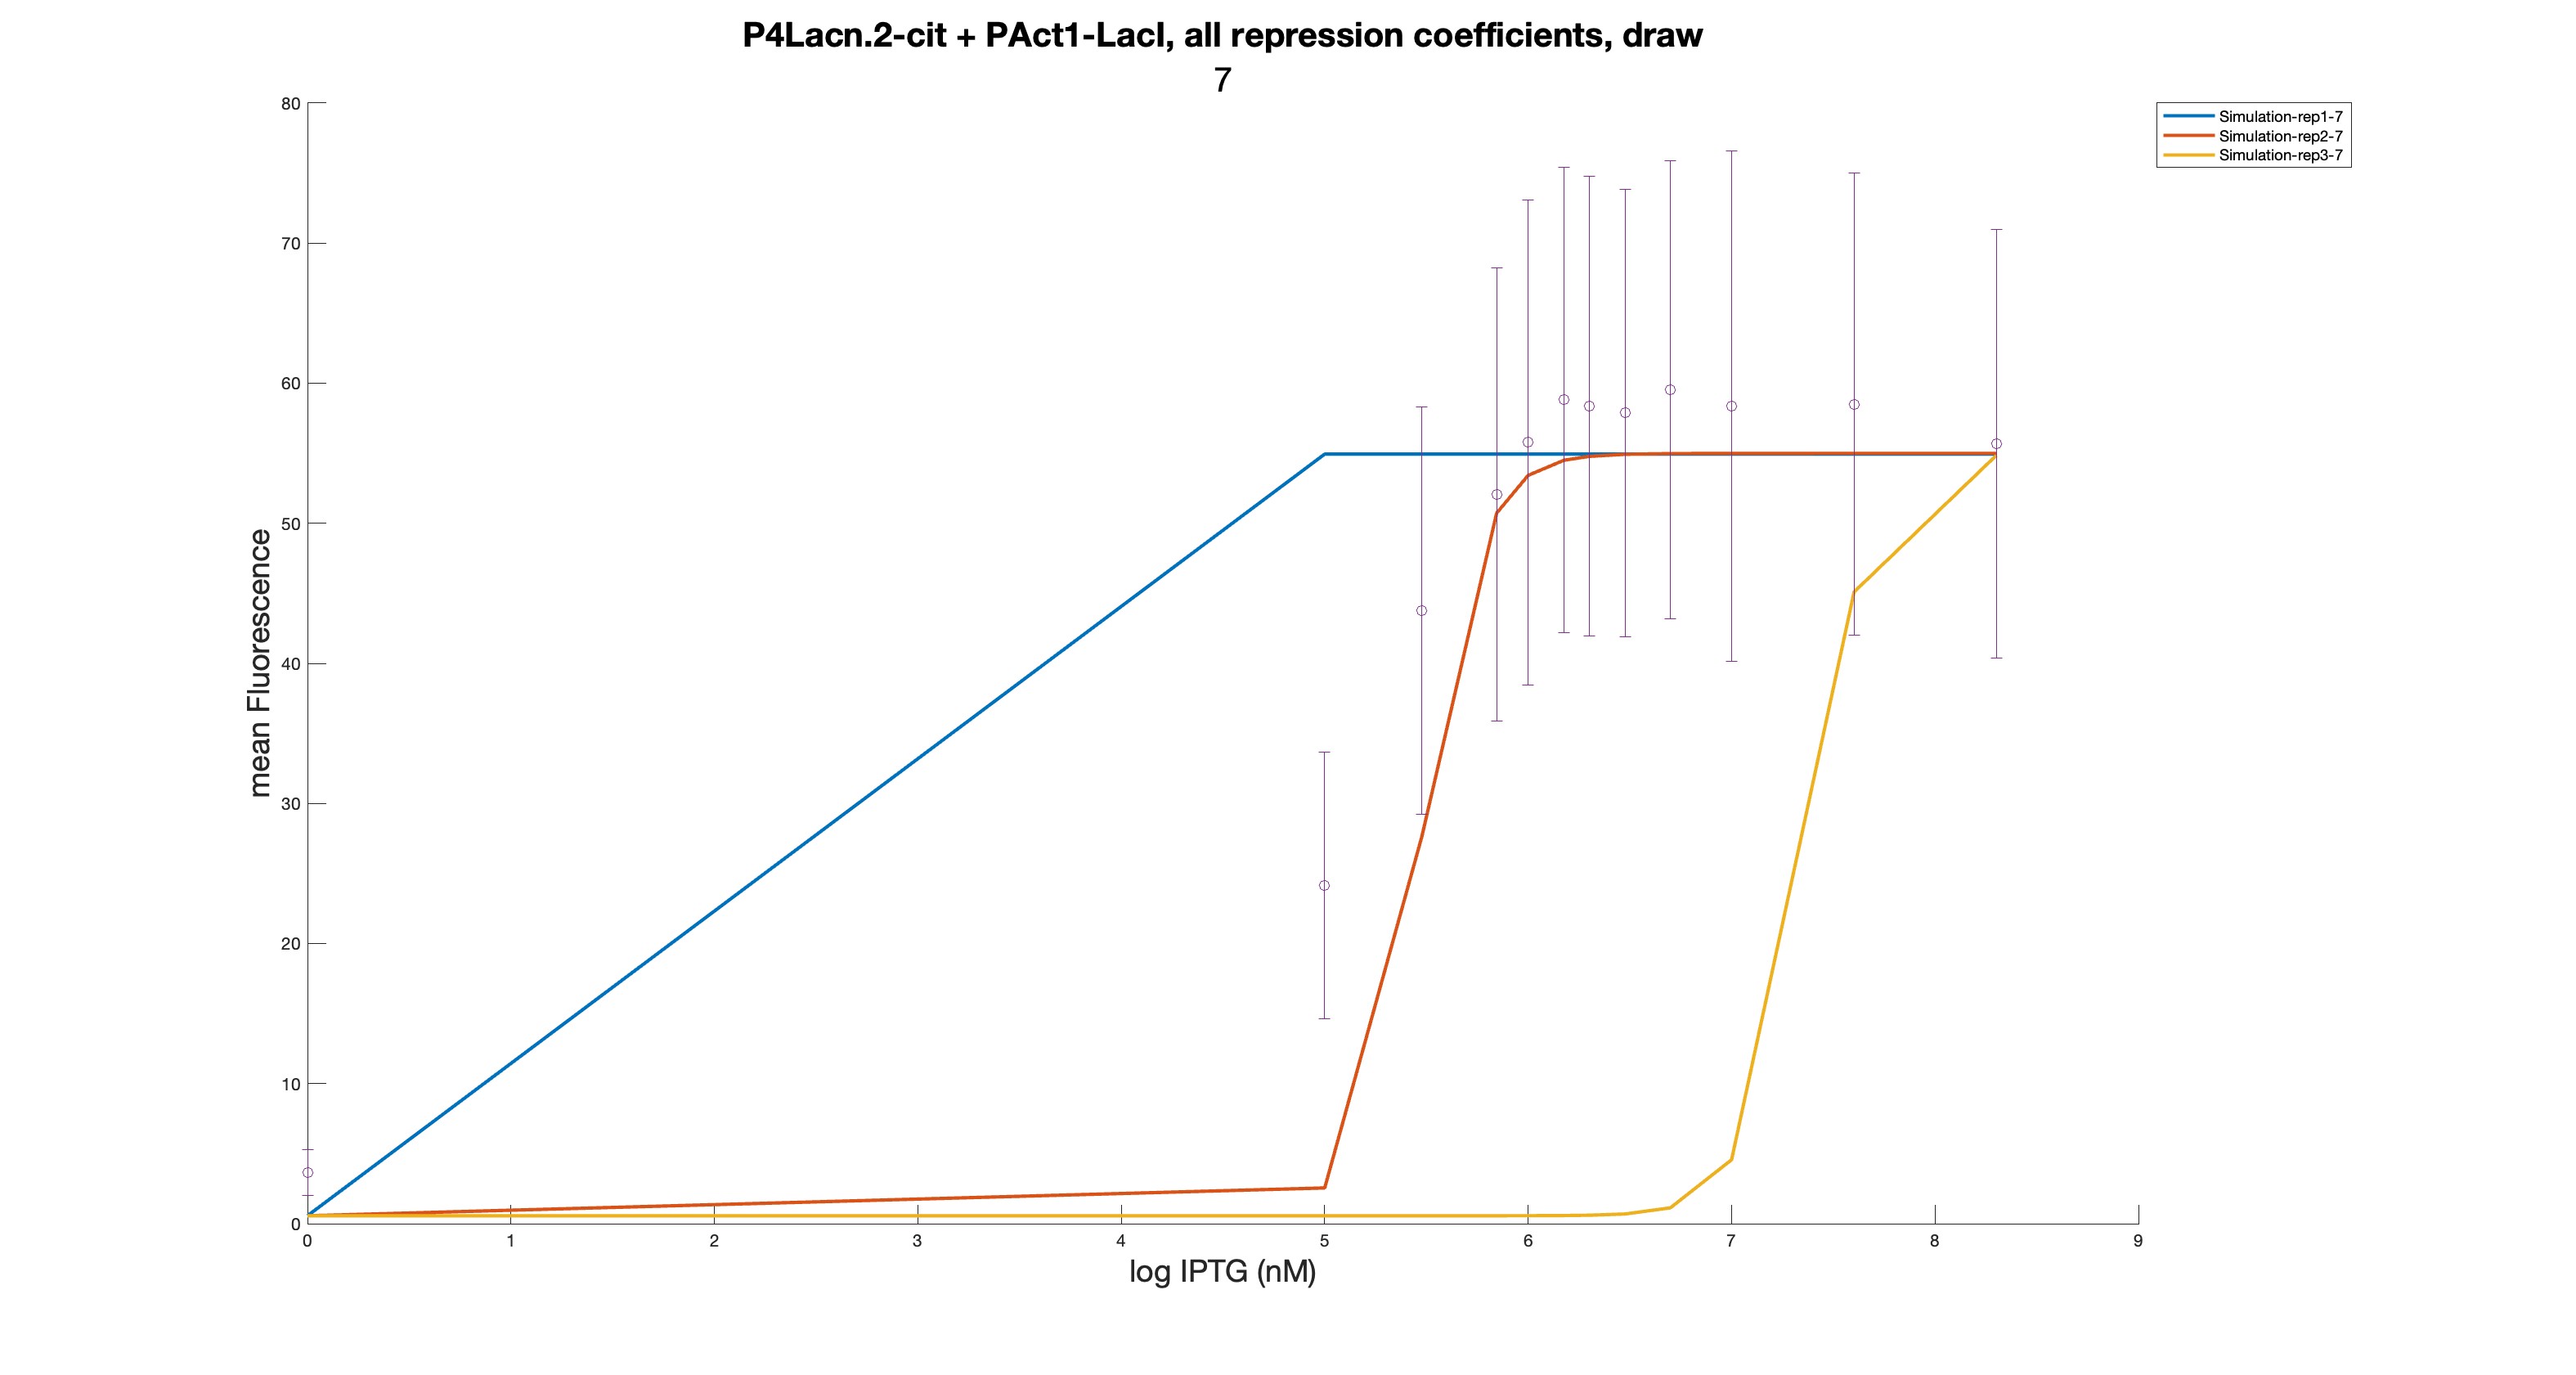 P4Lacn.2-cit + PAct1-LacI, all repression coefficients, draw
7
Simulation-rep1-7
Simulation-rep2-7
Simulation-rep3-7
mean Fluorescence
80
70
60
50
40
30
20
10
0
0 1 2 3 4 5 6 7 8 9
log IPTG (nM)